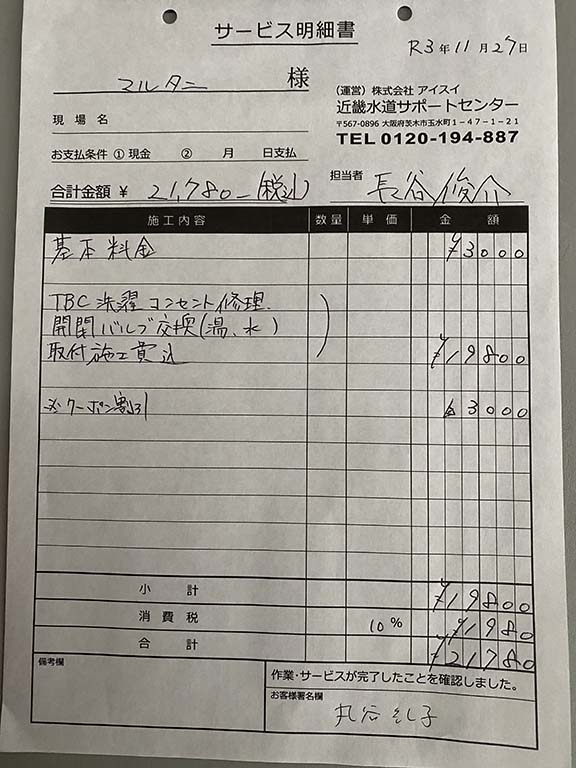 サービス明細書
R3年11月27日
マルタニ 様
(運営) 株式会社 アイスイ
近畿水道サポートセンター
〒567-0896 大阪府茨木市玉水町1-47-1-21
TEL 0120-194-887
現場名
お支払条件 ①現金 ② 月 日支払
担当者 長谷 俊介
合計金額 ¥ 21,780-(税込)
施工内容 数量 単価 金額
基本料金 ¥3000
TBC 洗濯コンセント修理
開閉バルブ交換(湯、水)
取付施工費込 ¥19800
※クーポン割引 △3000
小計 ¥19800
消費税 10% ¥1980
合計 ¥21780
備考欄
作業・サービスが完了したことを確認しました。
お客様署名欄
丸谷 子